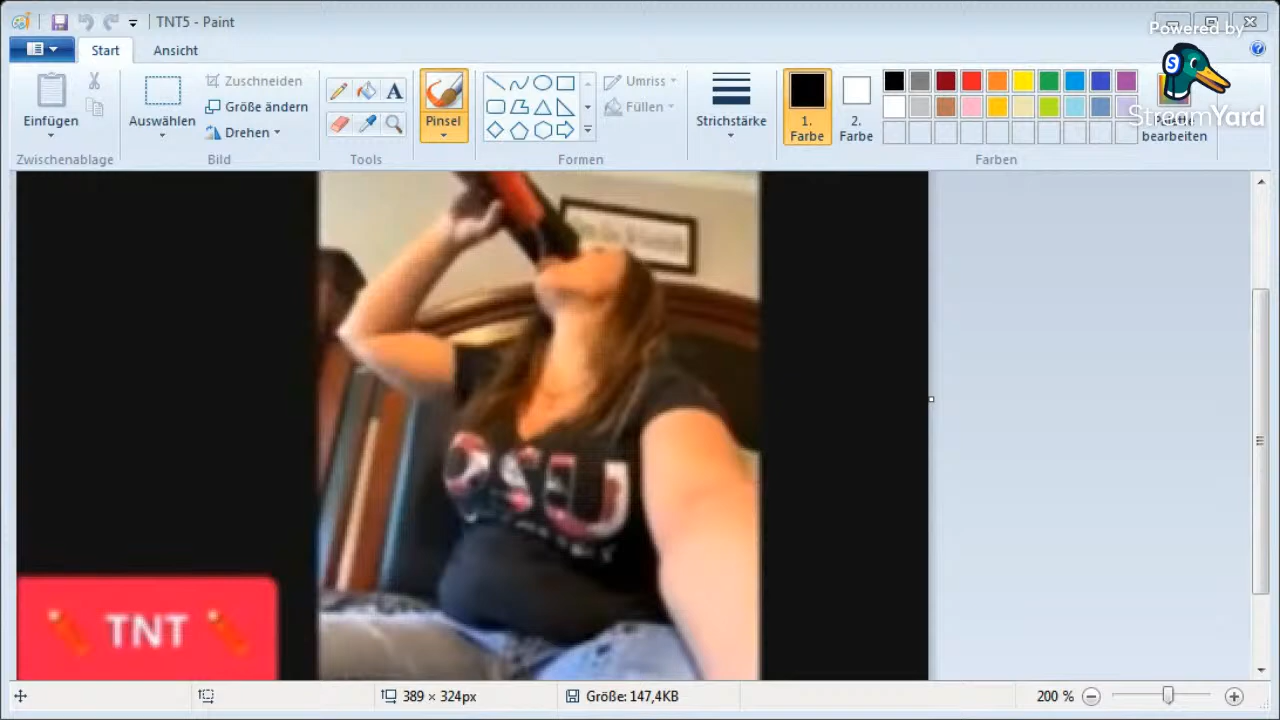 TNT5 - Paint
Powered by
StreamYard
Start
Ansicht
Einfügen
Zwischenablage
Auswählen
Zuschneiden
Größe ändern
Drehen
Bild
Tools
Pinsel
Umriss
Füllen
Formen
Strichstärke
1.
Farbe
2.
Farbe
bearbeiten
Farben
OSU
TNT
389 × 324px
Größe: 147,4KB
200 %